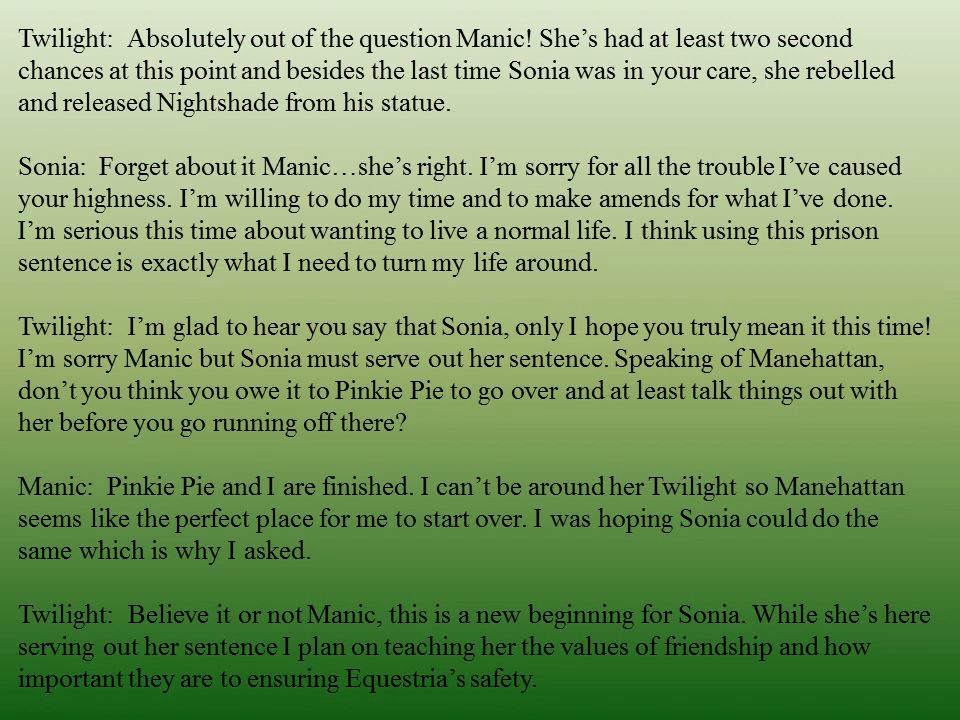 Twilight:  Absolutely out of the question Manic! She’s had at least two second
chances at this point and besides the last time Sonia was in your care, she rebelled
and released Nightshade from his statue.

Sonia:  Forget about it Manic…she’s right. I’m sorry for all the trouble I’ve caused
your highness. I’m willing to do my time and to make amends for what I’ve done.
I’m serious this time about wanting to live a normal life. I think using this prison
sentence is exactly what I need to turn my life around.

Twilight:  I’m glad to hear you say that Sonia, only I hope you truly mean it this time!
I’m sorry Manic but Sonia must serve out her sentence. Speaking of Manehattan,
don’t you think you owe it to Pinkie Pie to go over and at least talk things out with
her before you go running off there?

Manic:  Pinkie Pie and I are finished. I can’t be around her Twilight so Manehattan
seems like the perfect place for me to start over. I was hoping Sonia could do the
same which is why I asked.

Twilight:  Believe it or not Manic, this is a new beginning for Sonia. While she’s here
serving out her sentence I plan on teaching her the values of friendship and how
important they are to ensuring Equestria’s safety.